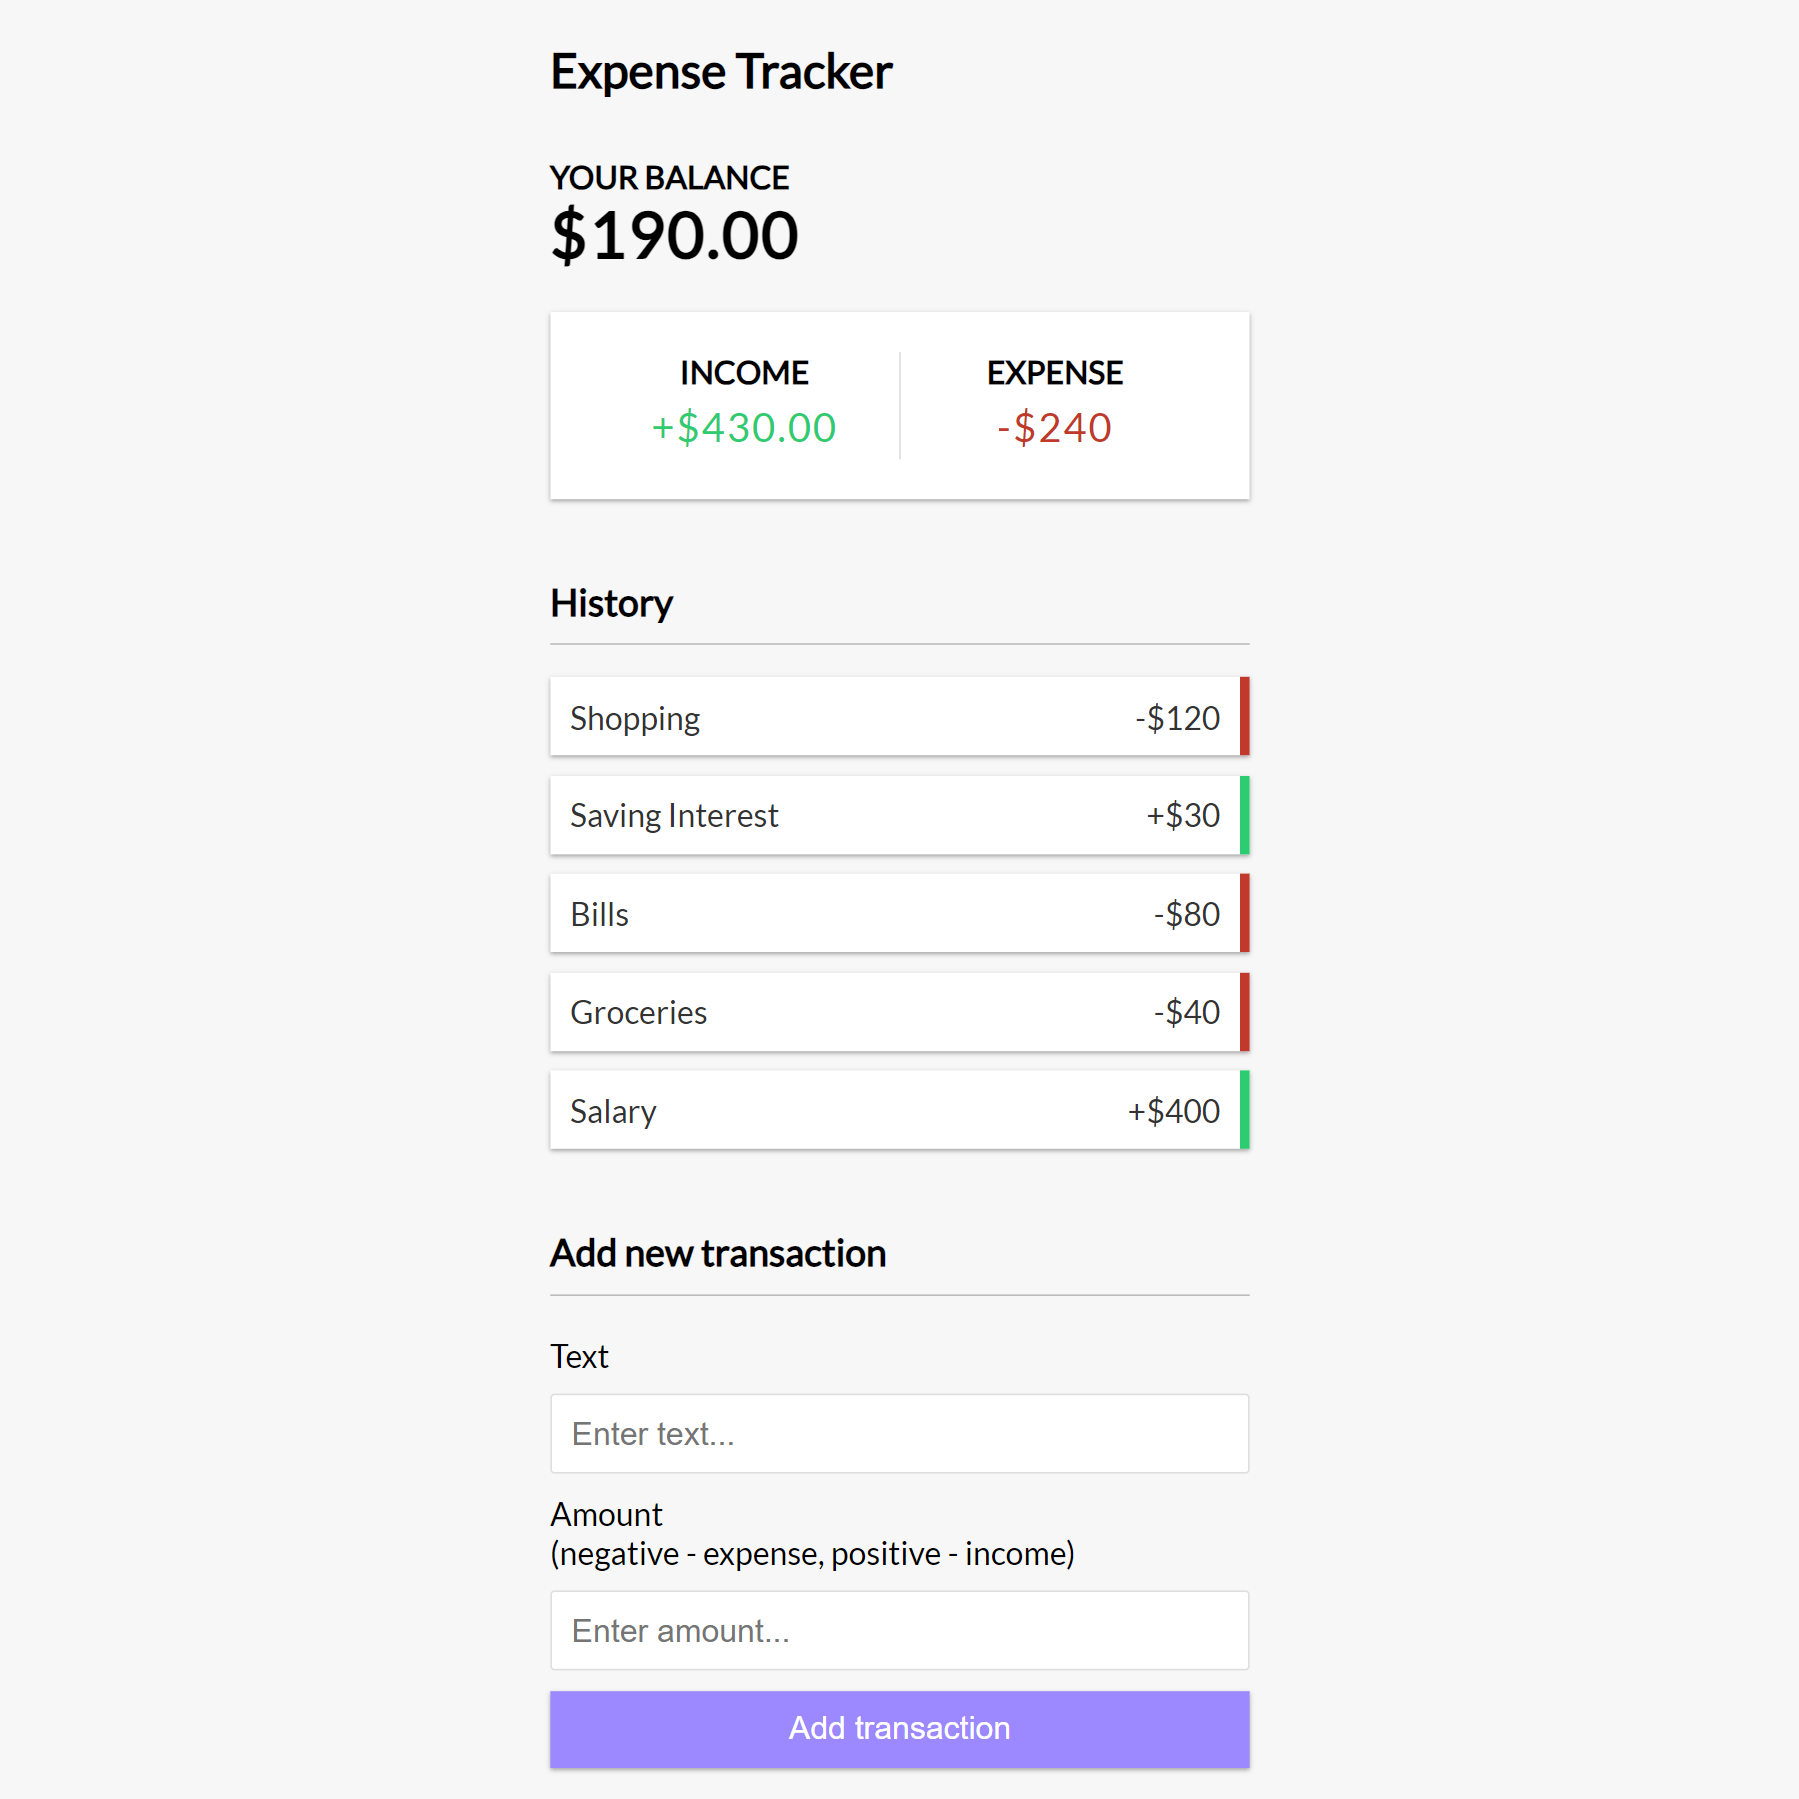 Expense Tracker
YOUR BALANCE
$190.00
INCOME EXPENSE
+$430.00 -$240
History
Shopping -$120
Saving Interest +$30
Bills -$80
Groceries -$40
Salary +$400
Add new transaction
Text
Enter text...
Amount
(negative - expense, positive - income)
Enter amount...
Add transaction